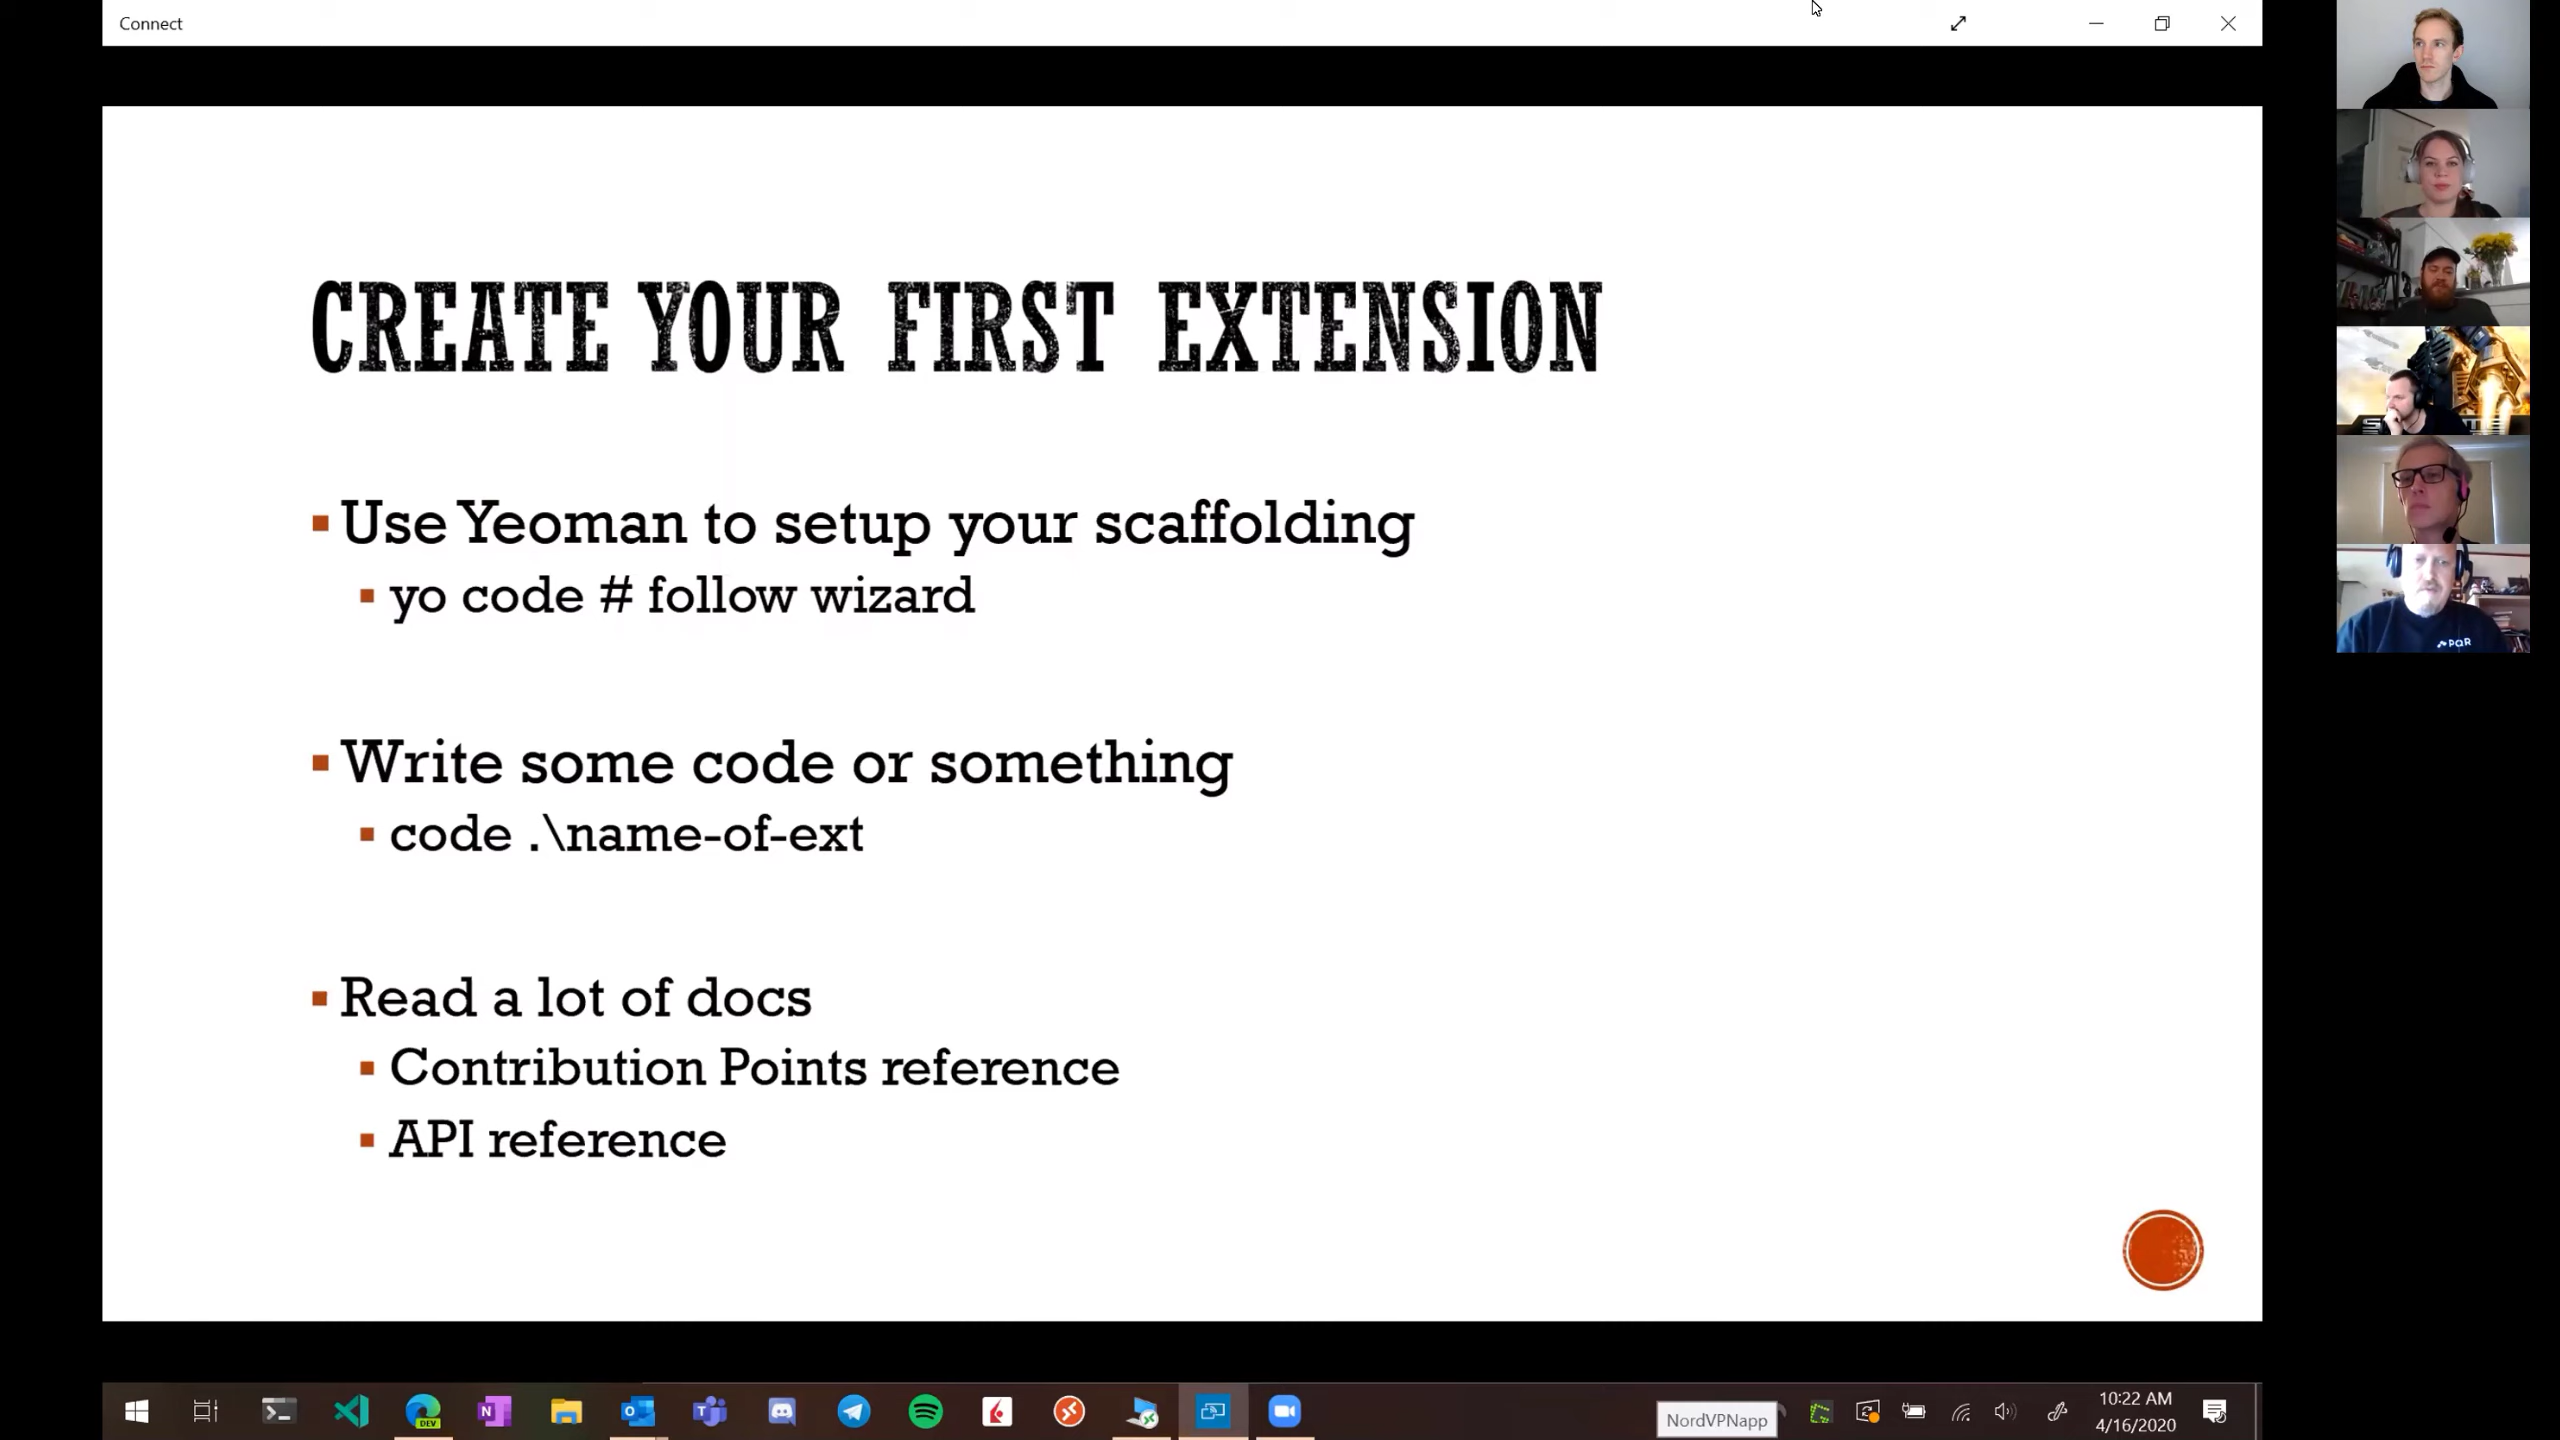 Connect
CREATE YOUR FIRST EXTENSION
Use Yeoman to setup your scaffolding
yo code # follow wizard
Write some code or something
code .\name-of-ext
Read a lot of docs
Contribution Points reference
API reference
PQR
DEV
NordVPNapp
10:22 AM
4/16/2020